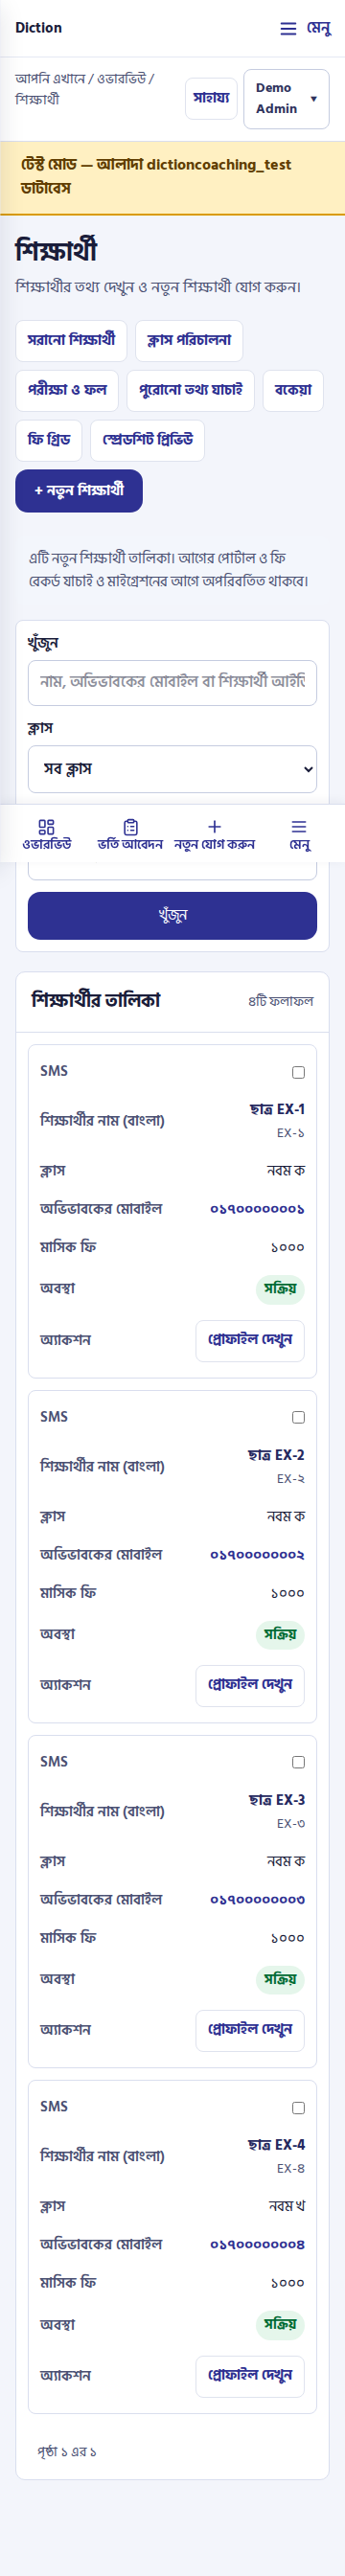 Diction
মেনু
আপনি এখানে / ওভারভিউ /
শিক্ষার্থী
সাহায্য
Demo
Admin
টেস্ট মোড — আলাদা dictioncoaching_test
ডাটাবেস
শিক্ষার্থী
শিক্ষার্থীর তথ্য দেখুন ও নতুন শিক্ষার্থী যোগ করুন।
সরানো শিক্ষার্থী
ক্লাস পরিচালনা
পরীক্ষা ও ফল
পুরোনো তথ্য যাচাই
বকেয়া
ফি গ্রিড
স্প্রেডশিট প্রিভিউ
+ নতুন শিক্ষার্থী
এটি নতুন শিক্ষার্থী তালিকা। আগের পোর্টাল ও ফি
রেকর্ড যাচাই ও মাইগ্রেশনের আগে অপরিবর্তিত থাকবে।
খুঁজুন
নাম, অভিভাবকের মোবাইল বা শিক্ষার্থী আইডি
ক্লাস
সব ক্লাস
ওভারভিউ
ভর্তি আবেদন
নতুন যোগ করুন
মেনু
খুঁজুন
শিক্ষার্থীর তালিকা
৪টি ফলাফল
SMS
শিক্ষার্থীর নাম (বাংলা)
ছাত্র EX-1
EX-১
ক্লাস
নবম ক
অভিভাবকের মোবাইল
০১৭০০০০০০০১
মাসিক ফি
১০০০
অবস্থা
সক্রিয়
অ্যাকশন
প্রোফাইল দেখুন
SMS
শিক্ষার্থীর নাম (বাংলা)
ছাত্র EX-2
EX-২
ক্লাস
নবম ক
অভিভাবকের মোবাইল
০১৭০০০০০০০২
মাসিক ফি
১০০০
অবস্থা
সক্রিয়
অ্যাকশন
প্রোফাইল দেখুন
SMS
শিক্ষার্থীর নাম (বাংলা)
ছাত্র EX-3
EX-৩
ক্লাস
নবম ক
অভিভাবকের মোবাইল
০১৭০০০০০০০৩
মাসিক ফি
১০০০
অবস্থা
সক্রিয়
অ্যাকশন
প্রোফাইল দেখুন
SMS
শিক্ষার্থীর নাম (বাংলা)
ছাত্র EX-4
EX-৪
ক্লাস
নবম খ
অভিভাবকের মোবাইল
০১৭০০০০০০০৪
মাসিক ফি
১০০০
অবস্থা
সক্রিয়
অ্যাকশন
প্রোফাইল দেখুন
পৃষ্ঠা ১ এর ১